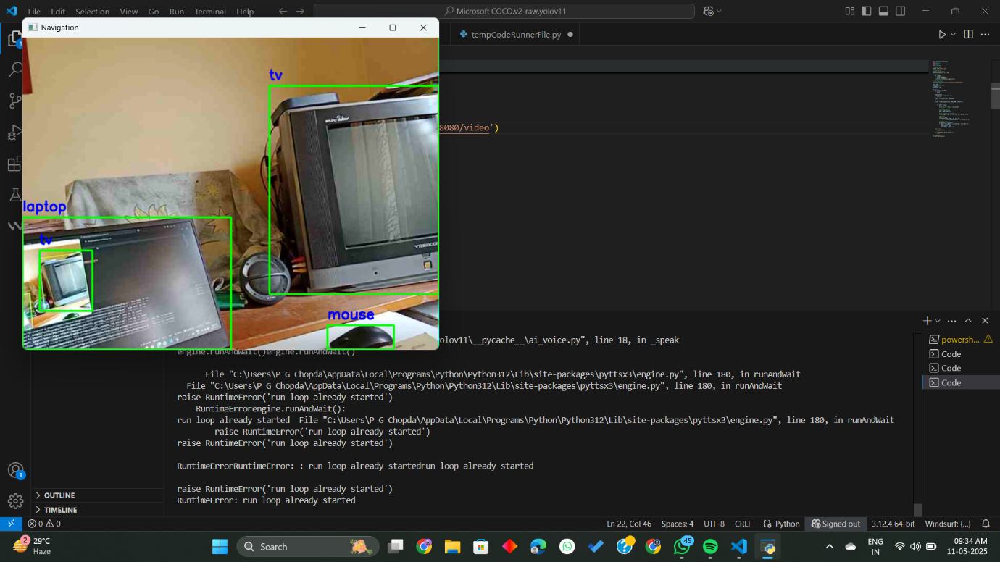 File Edit Selection View Go Run Terminal Help
Microsoft COCO.v2-raw.yolov11
Navigation
tempCodeRunnerFile.py
8080/video')
tv
sound station
VIDEOCON
laptop
tv
mouse
olov11\__pycache__\ai_voice.py", line 18, in _speak
engine.runAndWait()engine.runAndWait()
File "C:\Users\P G Chopda\AppData\Local\Programs\Python\Python312\Lib\site-packages\pyttsx3\engine.py", line 180, in runAndWait
File "C:\Users\P G Chopda\AppData\Local\Programs\Python\Python312\Lib\site-packages\pyttsx3\engine.py", line 180, in runAndWait
raise RuntimeError('run loop already started')
RuntimeErrorengine.runAndWait():
run loop already started File "C:\Users\P G Chopda\AppData\Local\Programs\Python\Python312\Lib\site-packages\pyttsx3\engine.py", line 180, in runAndWait
raise RuntimeError('run loop already started')
raise RuntimeError('run loop already started')
RuntimeErrorRuntimeError: : run loop already startedrun loop already started
raise RuntimeError('run loop already started')
RuntimeError: run loop already started
powersh...
Code
Code
Code
OUTLINE
TIMELINE
0 0
Ln 22, Col 46 Spaces: 4 UTF-8 CRLF Python Signed out 3.12.4 64-bit Windsurf: {...}
29°C
Haze
Search
45
ENG
IN
09:34 AM
11-05-2025